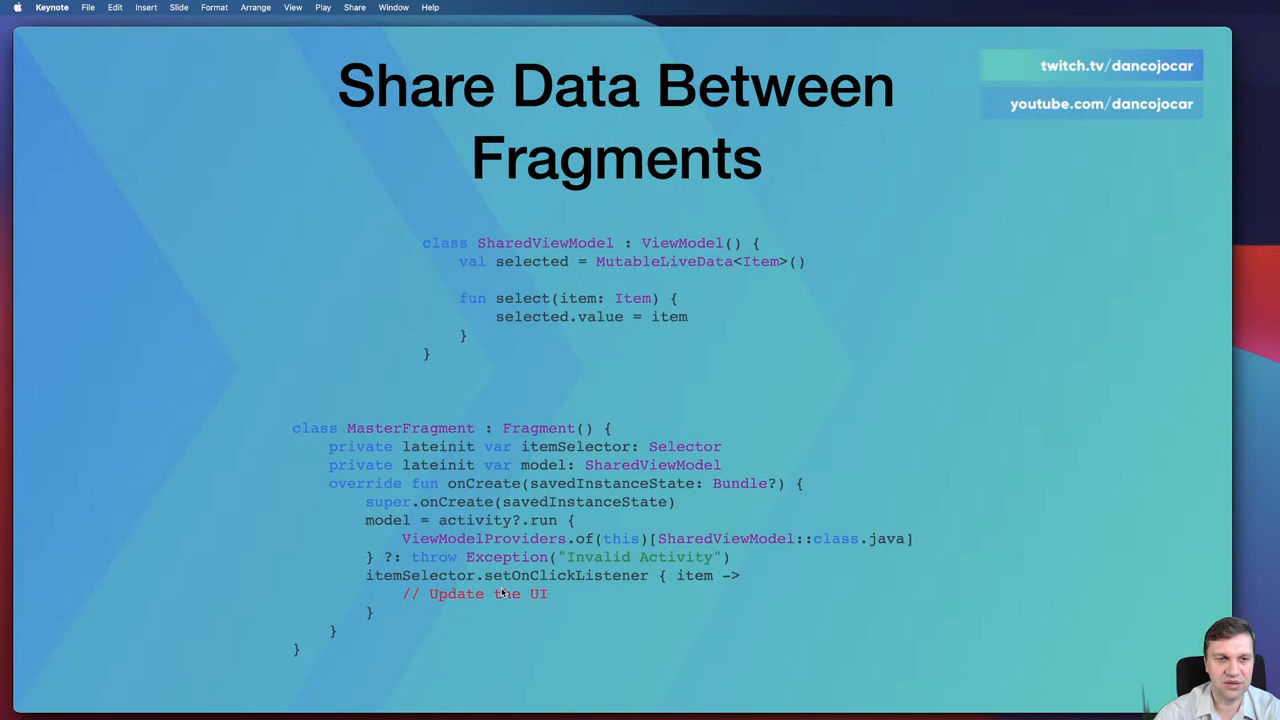 Keynote File Edit Insert Slide Format Arrange View Play Share Window Help
Share Data Between
Fragments
twitch.tv/dancojocar
youtube.com/dancojocar
class SharedViewModel : ViewModel() {
    val selected = MutableLiveData<Item>()
    fun select(item: Item) {
        selected.value = item
    }
}
class MasterFragment : Fragment() {
    private lateinit var itemSelector: Selector
    private lateinit var model: SharedViewModel
    override fun onCreate(savedInstanceState: Bundle?) {
        super.onCreate(savedInstanceState)
        model = activity?.run {
            ViewModelProviders.of(this)[SharedViewModel::class.java]
        } ?: throw Exception("Invalid Activity")
        itemSelector.setOnClickListener { item ->
            // Update the UI
        }
    }
}